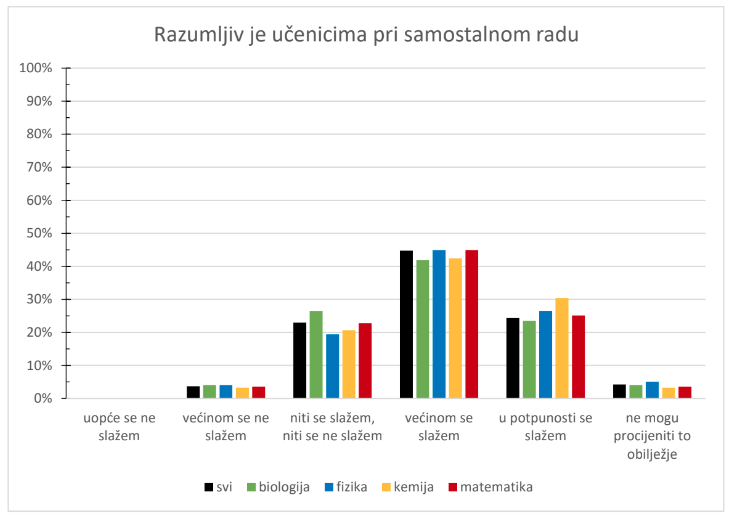 Razumljiv je učenicima pri samostalnom radu
100%
90%
80%
70%
60%
50%
40%
30%
20%
10%
0%
uopće se ne
slažem
većinom se ne
slažem
niti se slažem,
niti se ne slažem
većinom se
slažem
u potpunosti se
slažem
ne mogu
procijeniti to
obilježje
svi biologija fizika kemija matematika